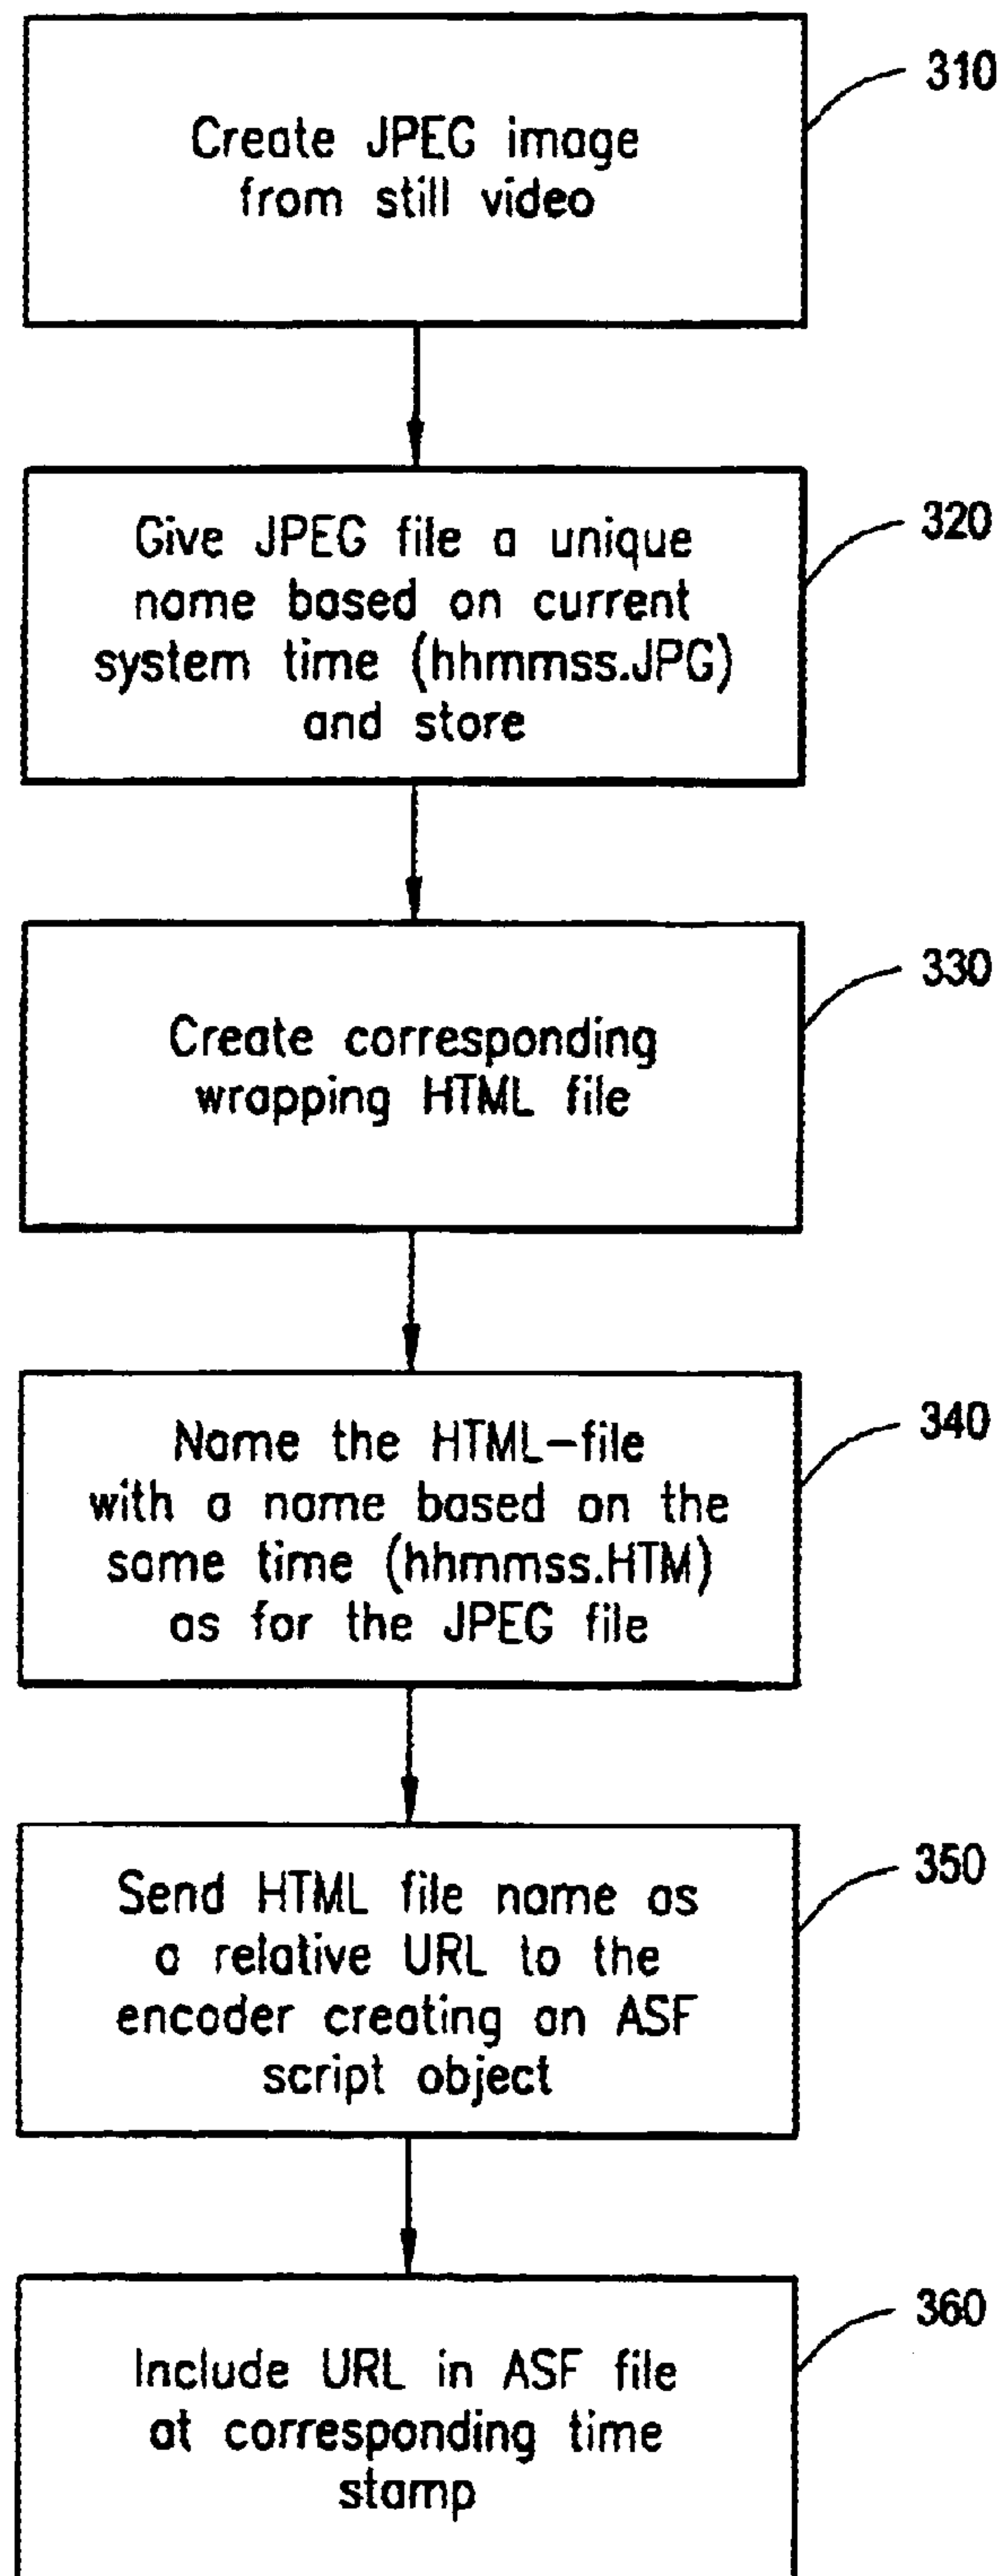 Create JPEG image
from still video
310
Give JPEG file a unique
name based on current
system time (hhmmss.JPG)
and store
320
Create corresponding
wrapping HTML file
330
Name the HTML-file
with a name based on the
same time (hhmmss.HTM)
as for the JPEG file
340
Send HTML file name as
a relative URL to the
encoder creating an ASF
script object
350
Include URL in ASF file
at corresponding time
stamp
360